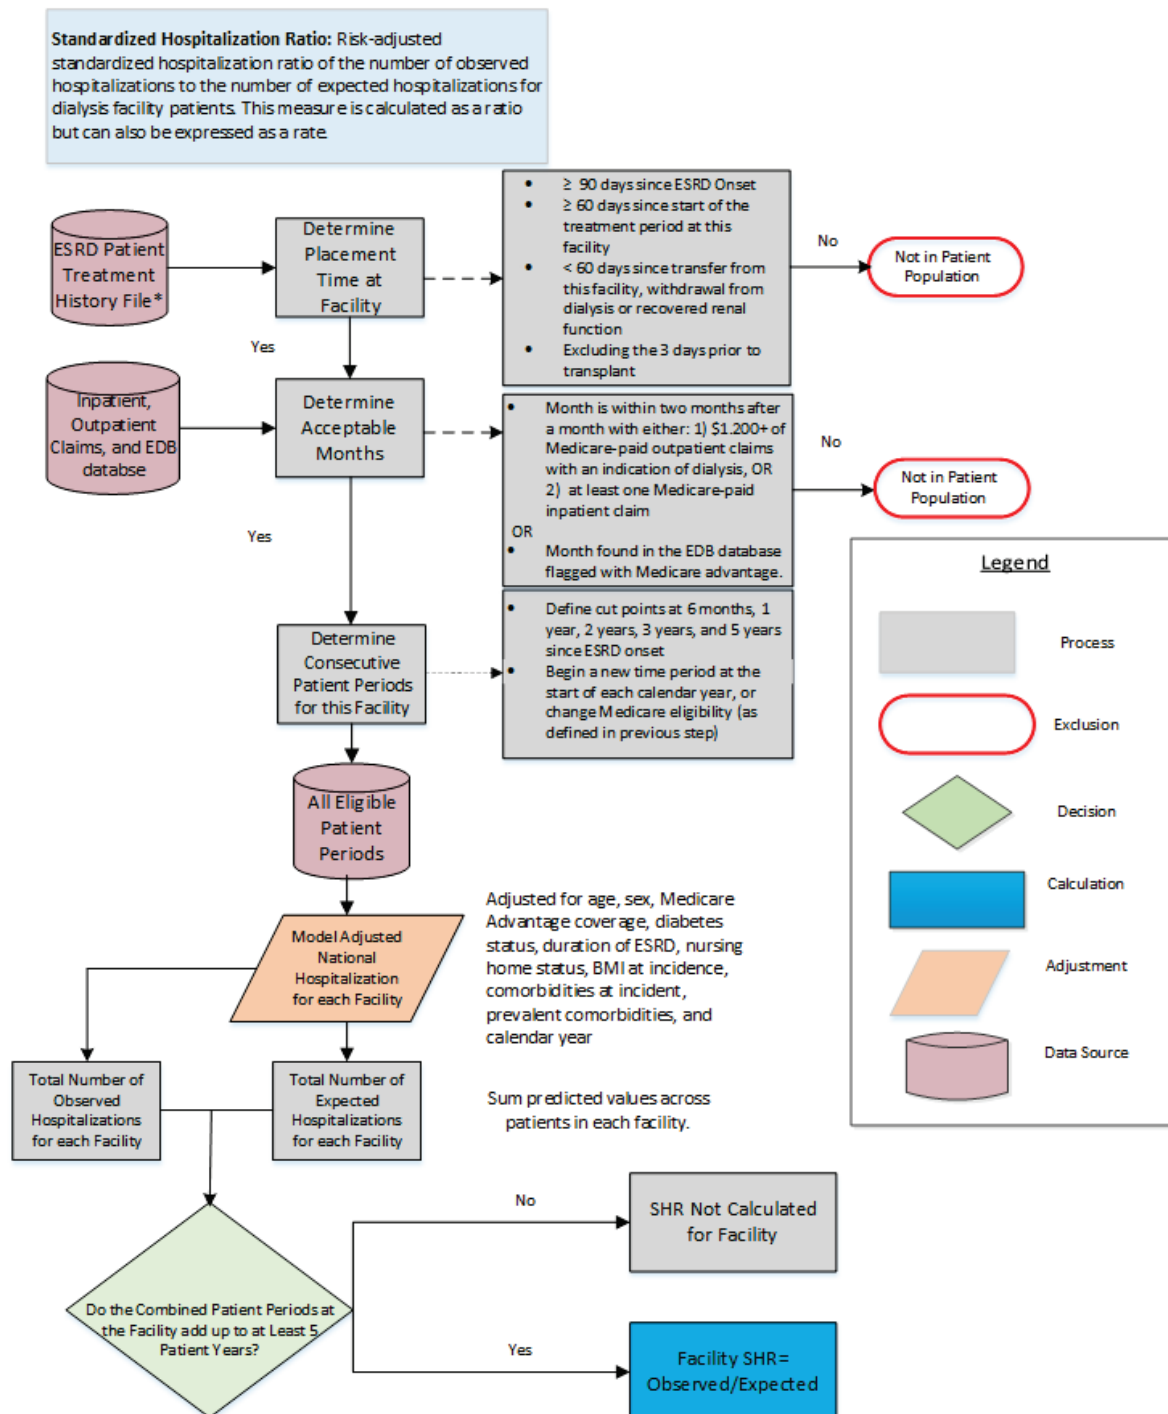 Standardized Hospitalization Ratio: Risk-adjusted
standardized hospitalization ratio of the number of observed
hospitalizations to the number of expected hospitalizations for
dialysis facility patients. This measure is calculated as a ratio
but can also be expressed as a rate.
ESRD Patient
Treatment
History File*
Determine
Placement
Time at
Facility
• ≥ 90 days since ESRD Onset
• ≥ 60 days since start of the
treatment period at this
facility
• < 60 days since transfer from
this facility, withdrawal from
dialysis or recovered renal
function
• Excluding the 3 days prior to
transplant
No
Not in Patient
Population
Yes
Inpatient,
Outpatient
Claims, and EDB
databse
Determine
Acceptable
Months
• Month is within two months after
a month with either: 1) $1.200+ of
Medicare-paid outpatient claims
with an indication of dialysis, OR
2) at least one Medicare-paid
inpatient claim
OR
• Month found in the EDB database
flagged with Medicare advantage.
No
Not in Patient
Population
Yes
Determine
Consecutive
Patient Periods
for this Facility
• Define cut points at 6 months, 1
year, 2 years, 3 years, and 5 years
since ESRD onset
• Begin a new time period at the
start of each calendar year, or
change Medicare eligibility (as
defined in previous step)
All Eligible
Patient
Periods
Model Adjusted
National
Hospitalization
for each Facility
Adjusted for age, sex, Medicare
Advantage coverage, diabetes
status, duration of ESRD, nursing
home status, BMI at incidence,
comorbidities at incident,
prevalent comorbidities, and
calendar year
Total Number of
Observed
Hospitalizations
for each Facility
Total Number of
Expected
Hospitalizations
for each Facility
Sum predicted values across
patients in each facility.
Do the Combined Patient Periods at
the Facility add up to at Least 5
Patient Years?
No
SHR Not Calculated
for Facility
Yes
Facility SHR=
Observed/Expected
Legend
Process
Exclusion
Decision
Calculation
Adjustment
Data Source